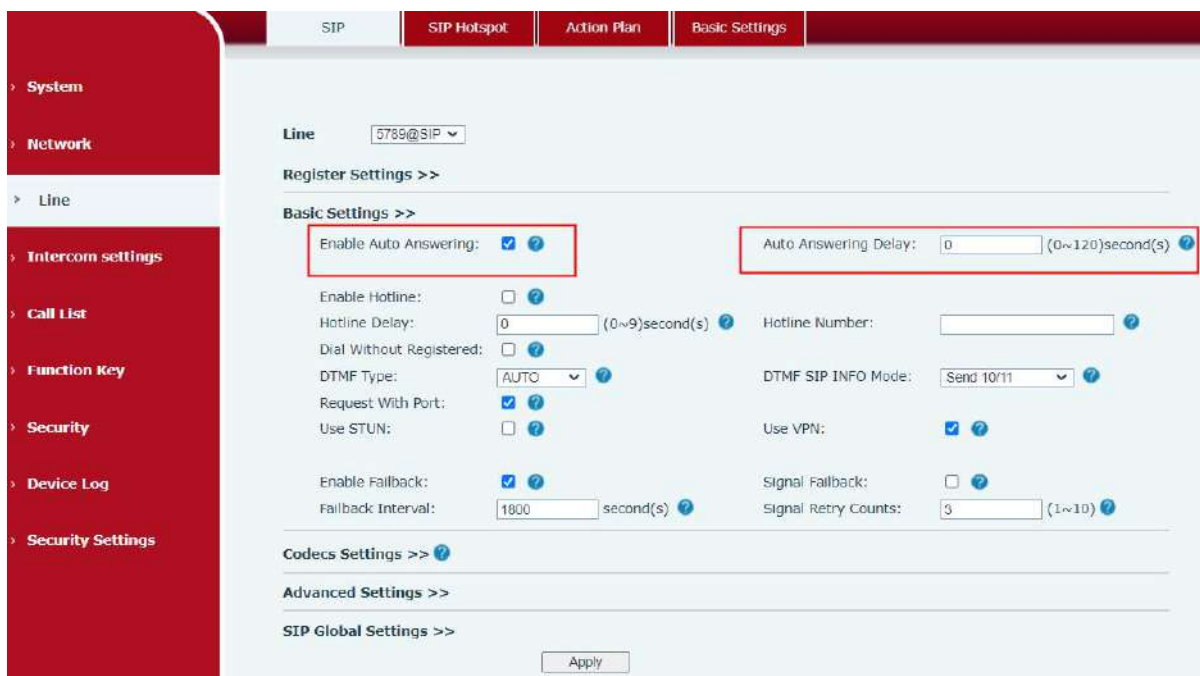 SIP SIP Hotspot Action Plan Basic Settings
System
Network
Line
Intercom settings
Call List
Function Key
Security
Device Log
Security Settings
Line 5789@SIP
Register Settings >>
Basic Settings >>
Enable Auto Answering: Auto Answering Delay: 0 (0~120)second(s)
Enable Hotline:
Hotline Delay: 0 (0~9)second(s) Hotline Number:
Dial Without Registered:
DTMF Type: AUTO DTMF SIP INFO Mode: Send 10/11
Request With Port:
Use STUN: Use VPN:
Enable Failback: Signal Failback:
Failback Interval: 1800 second(s) Signal Retry Counts: 3 (1~10)
Codecs Settings >>
Advanced Settings >>
SIP Global Settings >>
Apply